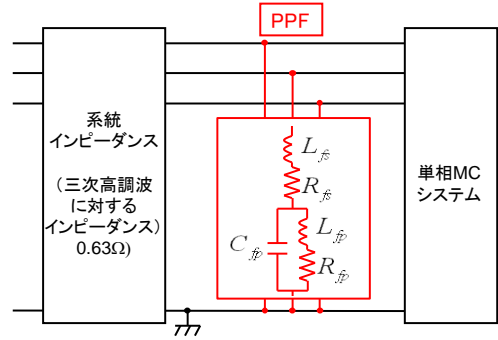 PPF
系統
インピーダンス
(三次高調波
に対する
インピーダンス)
0.63Ω)
L_fs
R_fs
C_fp
L_fp
R_fp
単相MC
システム